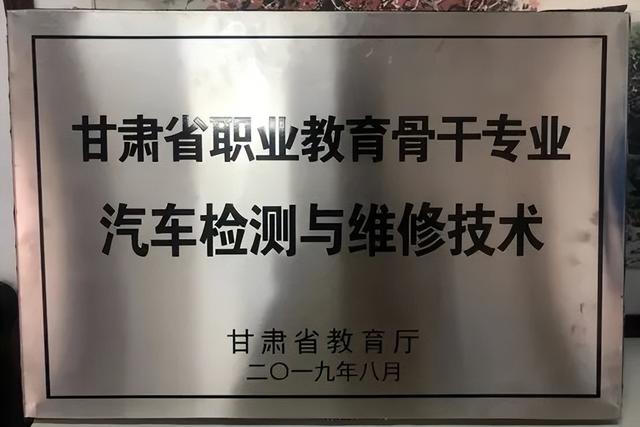 甘肃省职业教育骨干专业
汽车检测与维修技术
甘肃省教育厅
二〇一九年八月